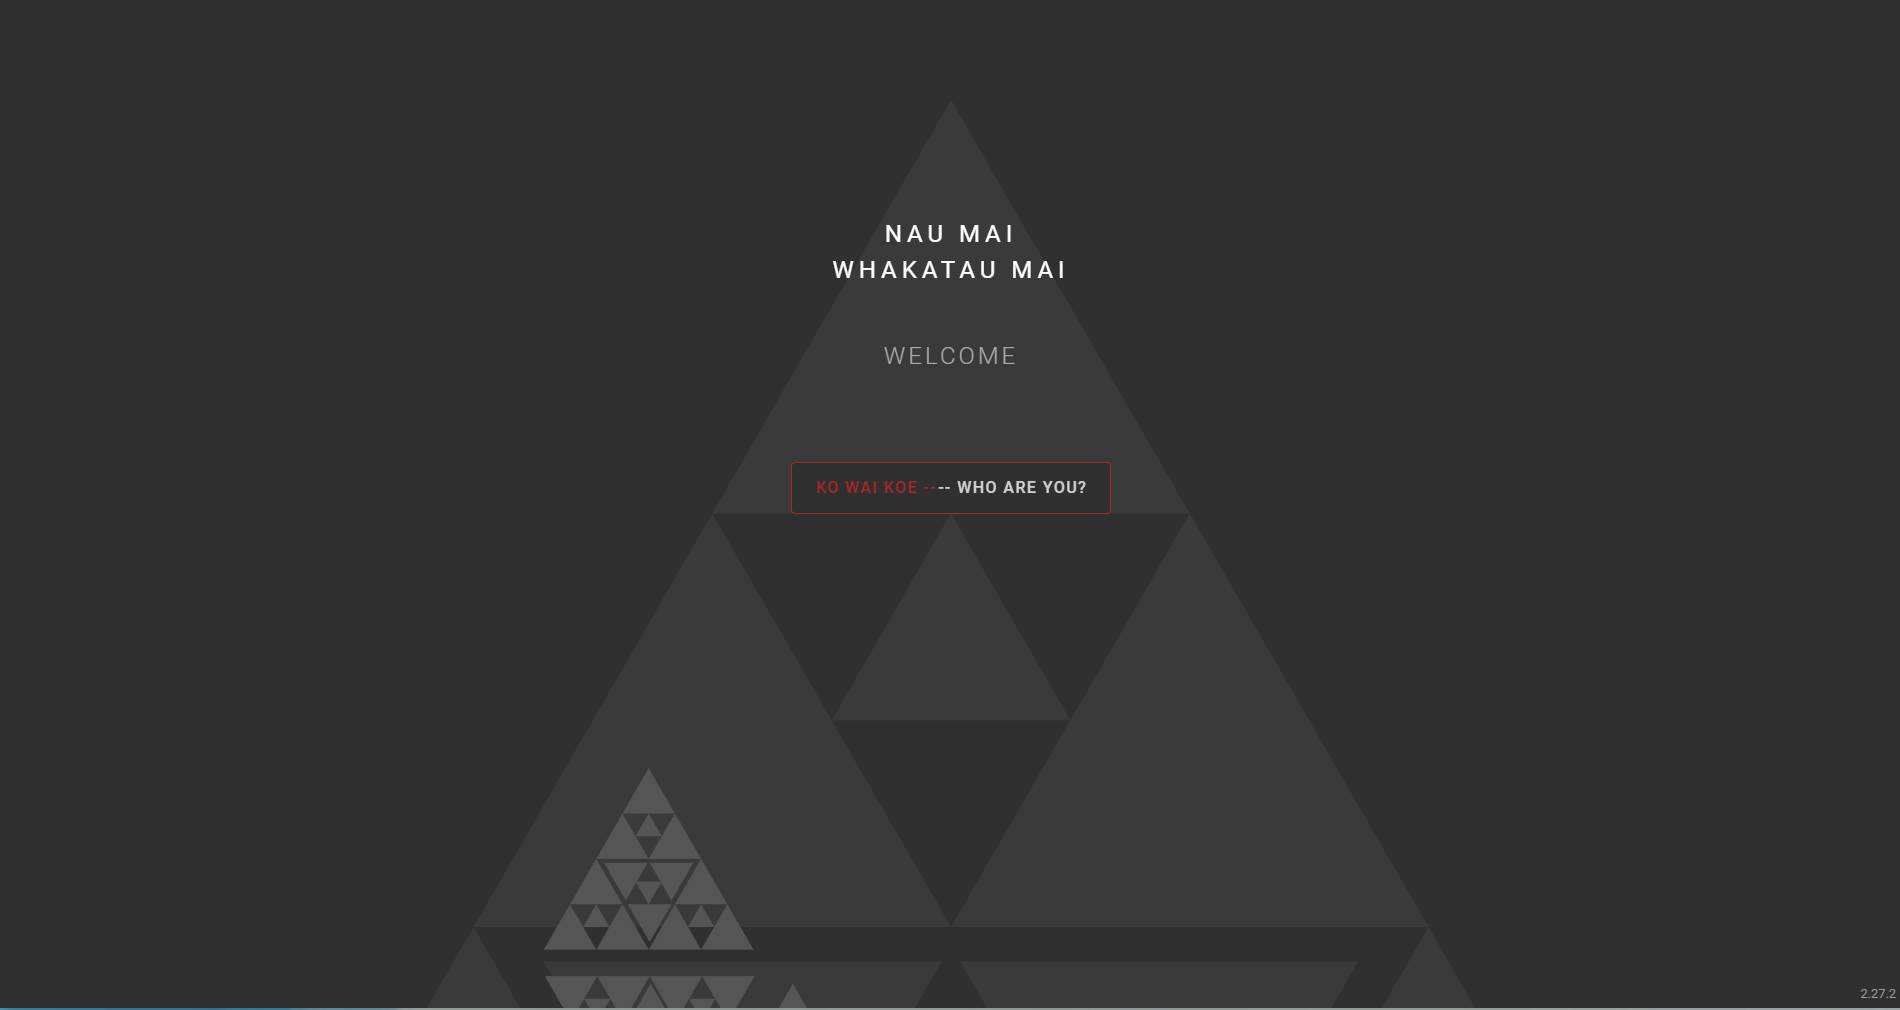 NAU MAI
WHAKATAU MAI
WELCOME
KO WAI KOE ---- WHO ARE YOU?
2.27.2